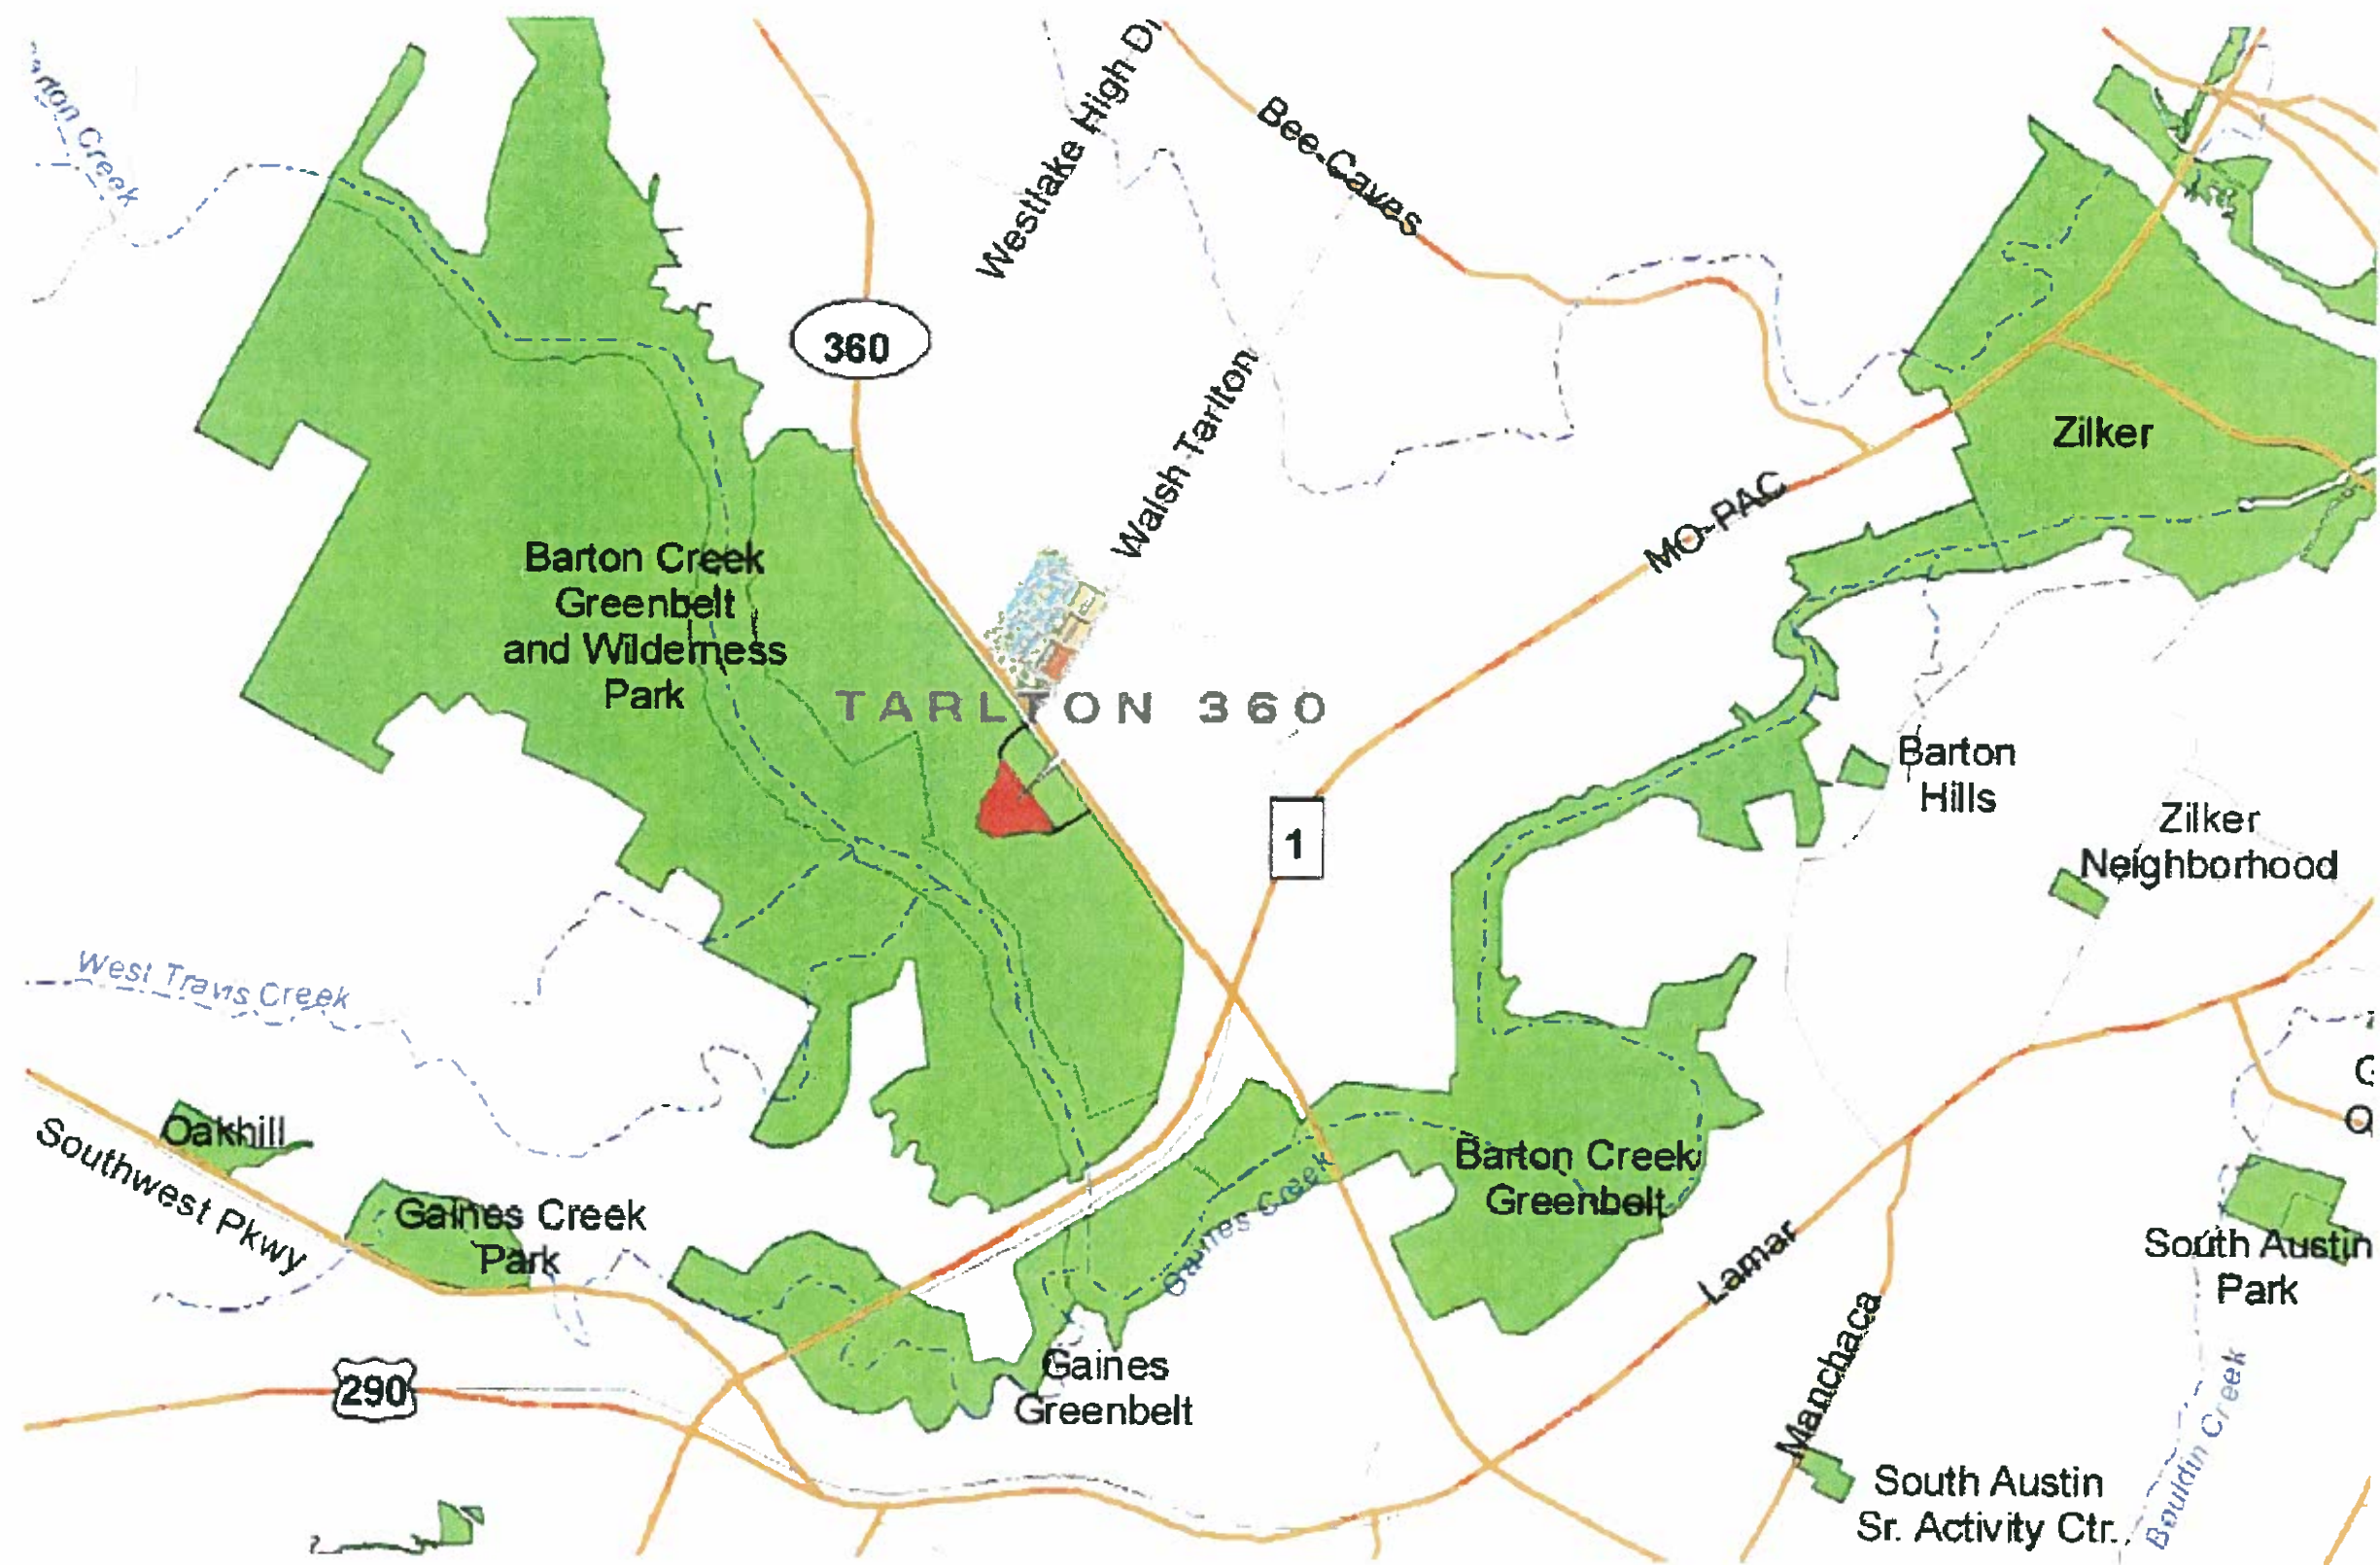 Westlake High Dr
Bee Caves
Creek
360
Walsh Tarlton
Zilker
MO-PAC
Barton Creek
Greenbelt
and Wilderness
Park
TARLTON 360
Barton
Hills
1
Zilker
Neighborhood
West Travis Creek
Oakhill
Southwest Pkwy
Gaines Creek
Park
Barton Creek
Greenbelt
Gaines Creek
Lamar
South Austin
Park
Manchaca
290
Gaines
Greenbelt
South Austin
Sr. Activity Ctr.
Bouldin Creek